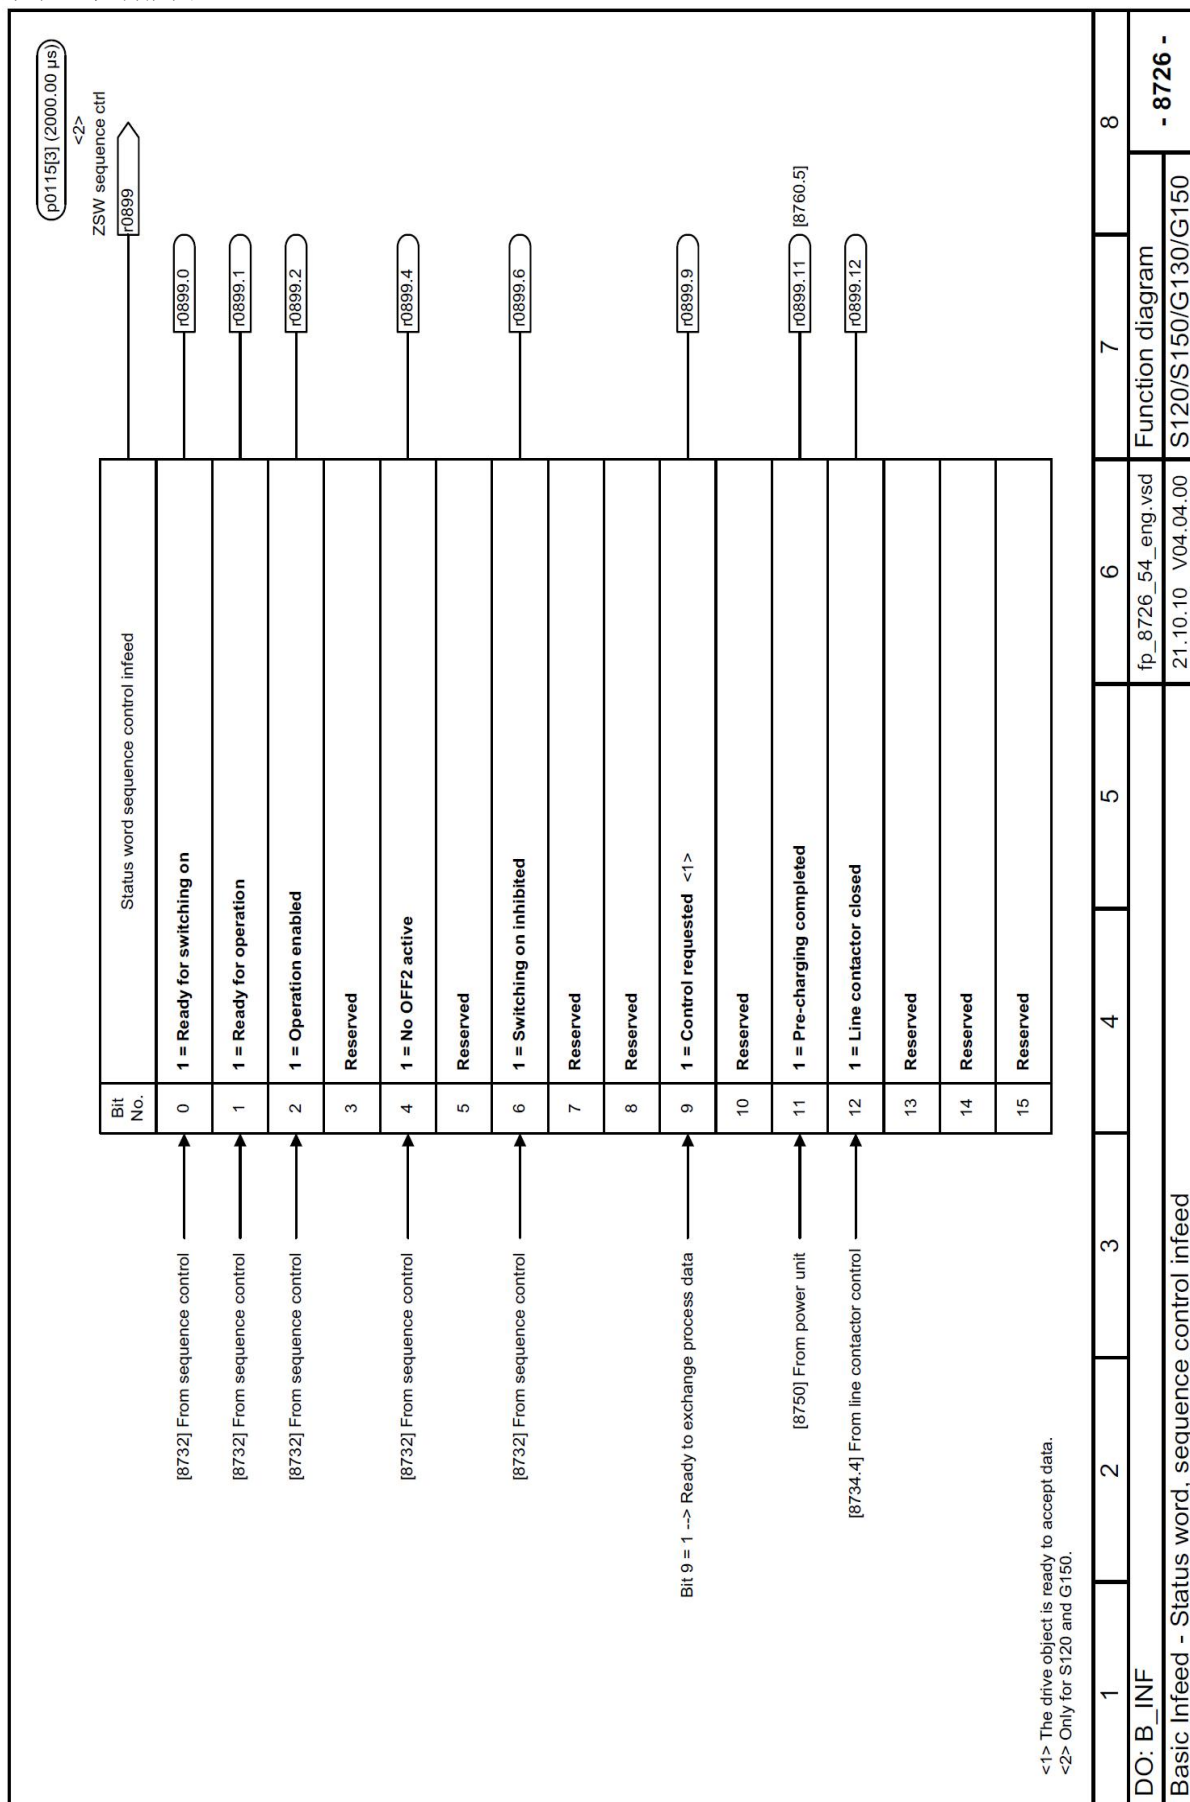 p0115[3] (2000.00 µs)
<2>
ZSW sequence ctrl
r0899
Bit No.
Status word sequence control infeed
[8732] From sequence control 0 1 = Ready for switching on r0899.0
[8732] From sequence control 1 1 = Ready for operation r0899.1
[8732] From sequence control 2 1 = Operation enabled r0899.2
3 Reserved
[8732] From sequence control 4 1 = No OFF2 active r0899.4
5 Reserved
[8732] From sequence control 6 1 = Switching on inhibited r0899.6
7 Reserved
8 Reserved
Bit 9 = 1 --> Ready to exchange process data 9 1 = Control requested <1> r0899.9
10 Reserved
[8750] From power unit 11 1 = Pre-charging completed r0899.11 [8760.5]
[8734.4] From line contactor control 12 1 = Line contactor closed r0899.12
13 Reserved
14 Reserved
15 Reserved
<1> The drive object is ready to accept data.
<2> Only for S120 and G150.
1 2 3 4 5 6 7 8
DO: B_INF fp_8726_54_eng.vsd Function diagram - 8726 -
Basic Infeed - Status word, sequence control infeed 21.10.10 V04.04.00 S120/S150/G130/G150